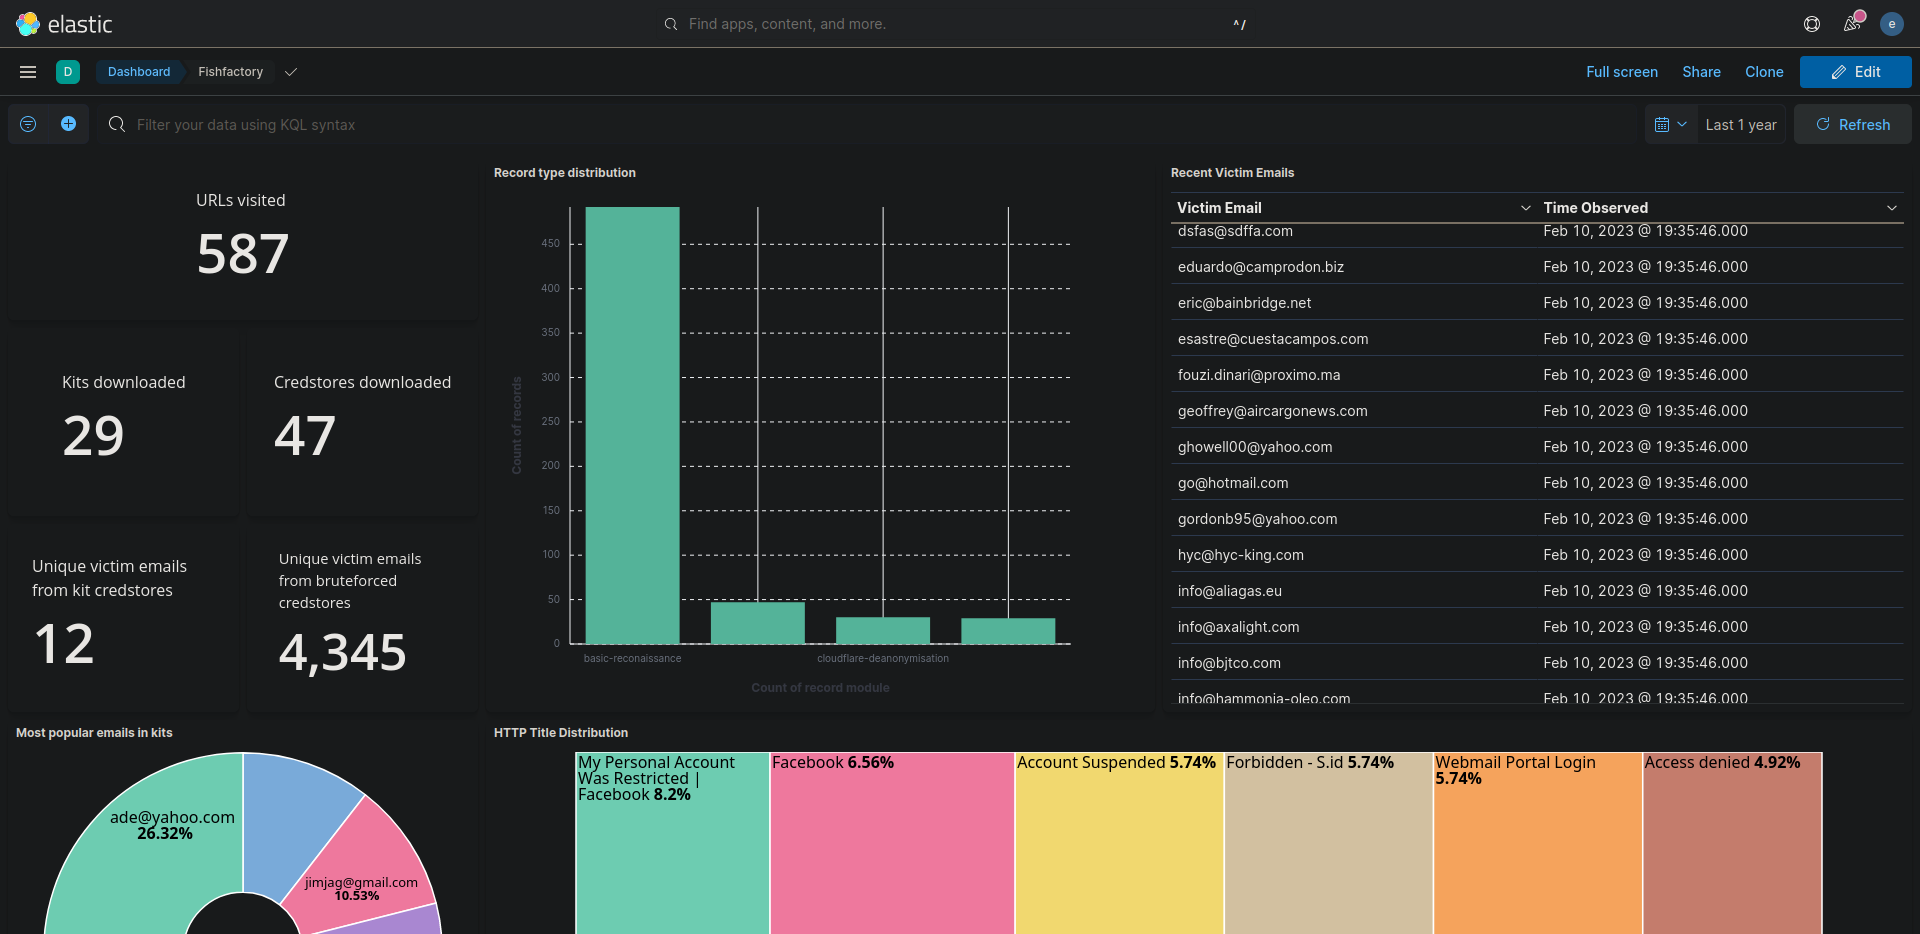 elastic
Find apps, content, and more.
^/
e
D
Dashboard
Fishfactory
Full screen
Share
Clone
Edit
Filter your data using KQL syntax
Last 1 year
Refresh
URLs visited
587
Kits downloaded
29
Credstores downloaded
47
Unique victim emails
from kit credstores
12
Unique victim emails
from bruteforced
credstores
4,345
Record type distribution
Count of records
450
400
350
300
250
200
150
100
50
0
basic-reconaissance
cloudflare-deanonymisation
Count of record module
Recent Victim Emails
Victim Email Time Observed
dsfas@sdffa.com Feb 10, 2023 @ 19:35:46.000
eduardo@camprodon.biz Feb 10, 2023 @ 19:35:46.000
eric@bainbridge.net Feb 10, 2023 @ 19:35:46.000
esastre@cuestacampos.com Feb 10, 2023 @ 19:35:46.000
fouzi.dinari@proximo.ma Feb 10, 2023 @ 19:35:46.000
geoffrey@aircargonews.com Feb 10, 2023 @ 19:35:46.000
ghowell00@yahoo.com Feb 10, 2023 @ 19:35:46.000
go@hotmail.com Feb 10, 2023 @ 19:35:46.000
gordonb95@yahoo.com Feb 10, 2023 @ 19:35:46.000
hyc@hyc-king.com Feb 10, 2023 @ 19:35:46.000
info@aliagas.eu Feb 10, 2023 @ 19:35:46.000
info@axalight.com Feb 10, 2023 @ 19:35:46.000
info@bjtco.com Feb 10, 2023 @ 19:35:46.000
info@hammonia-oleo.com Feb 10, 2023 @ 19:35:46.000
Most popular emails in kits
ade@yahoo.com
26.32%
jimjag@gmail.com
10.53%
HTTP Title Distribution
My Personal Account
Was Restricted |
Facebook 8.2%
Facebook 6.56%
Account Suspended 5.74%
Forbidden - S.id 5.74%
Webmail Portal Login
5.74%
Access denied 4.92%